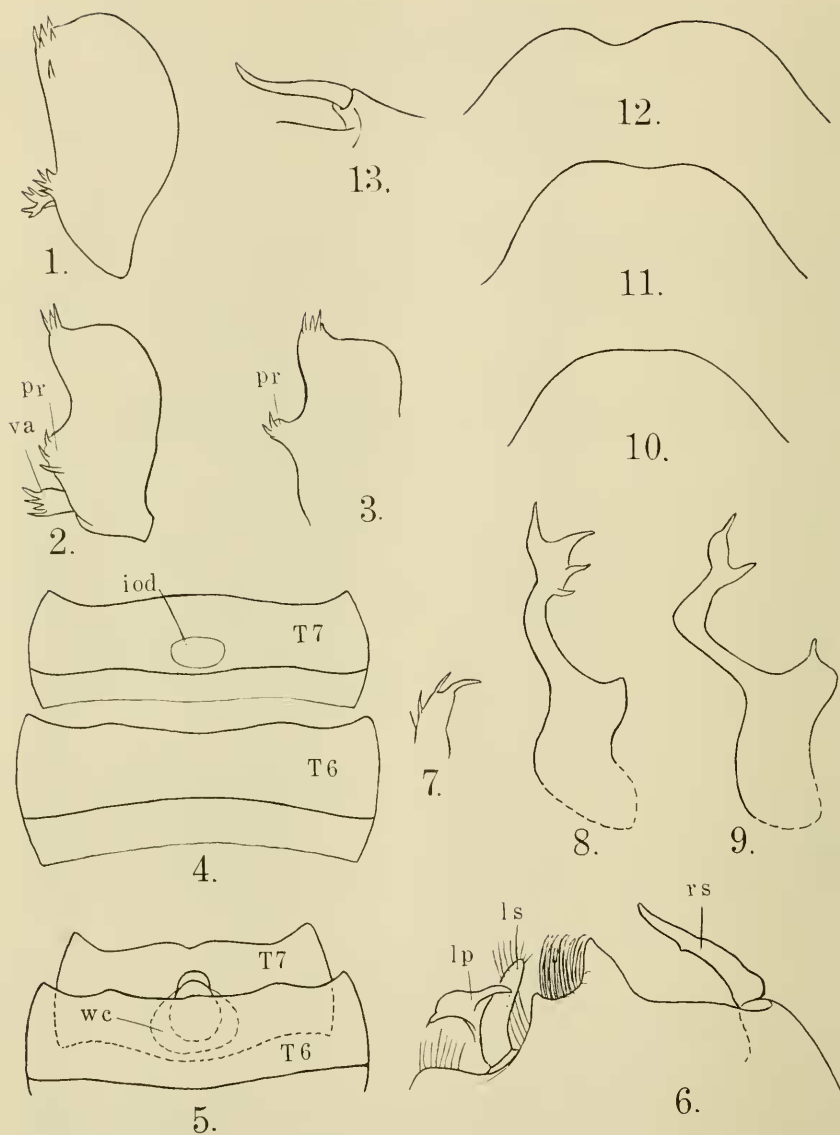 1.
13.
12.
11.
pr
va
2.
pr
3.
10.
iod
T7
T6
4.
7.
8.
9.
T7
wc
T6
5.
lp
ls
rs
6.